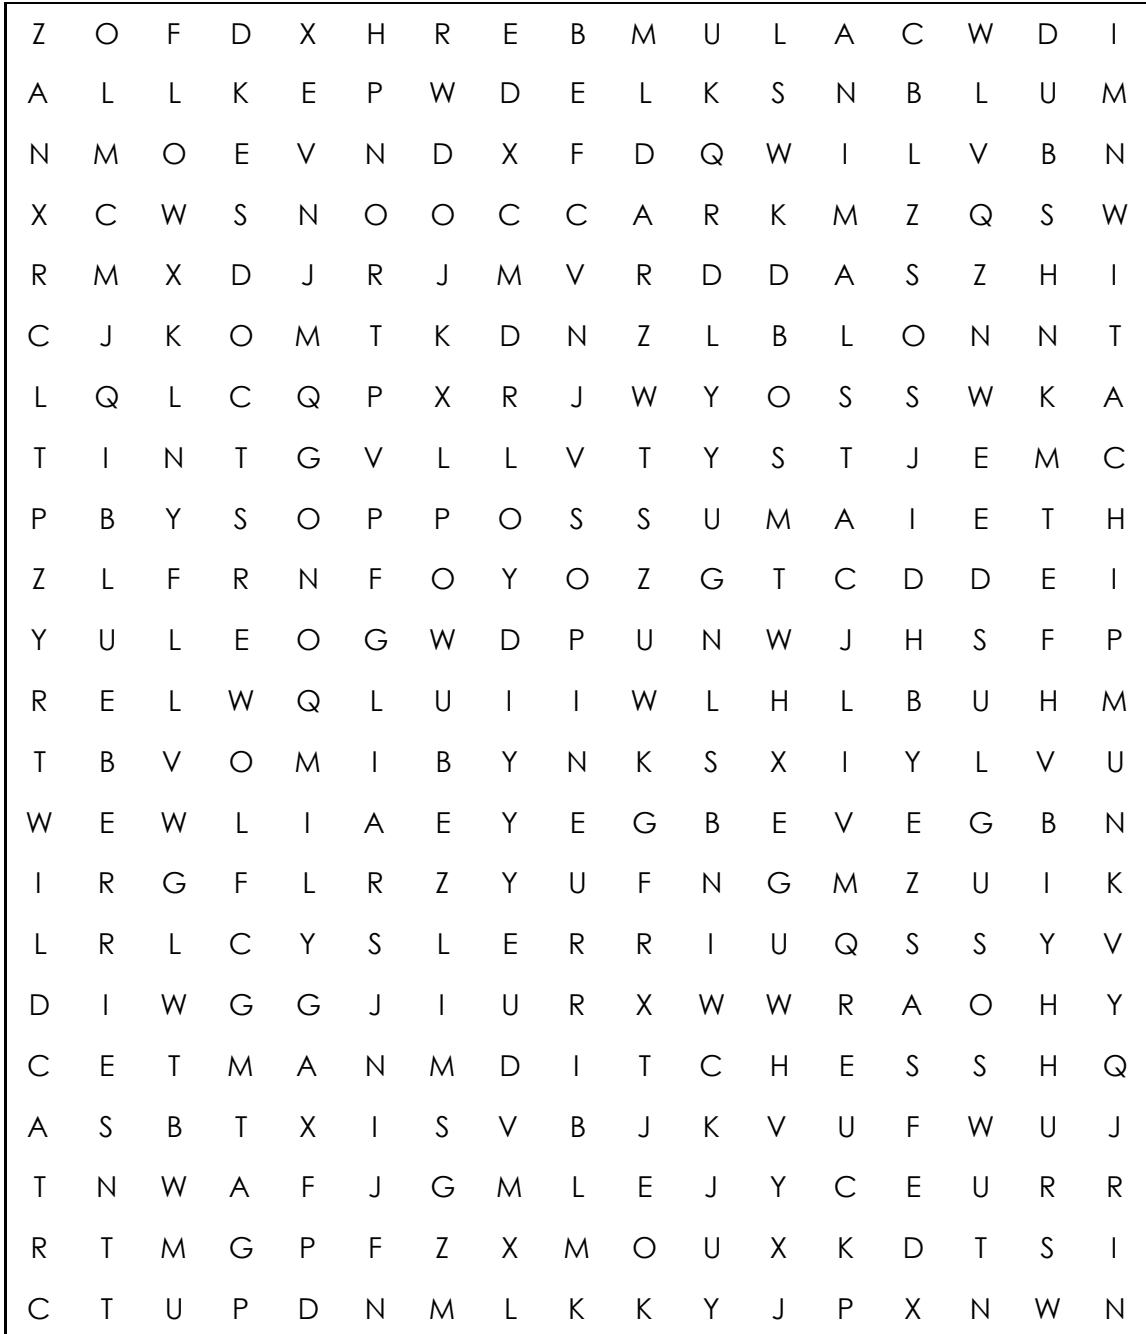 Z O F D X H R E B M U L A C W D I
A L L K E P W D E L K S N B L U M
N M O E V N D X F D Q W I L V B N
X C W S N O O C C A R K M Z Q S W
R M X D J R J M V R D D A S Z H I
C J K O M T K D N Z L B L O N N T
L Q L C Q P X R J W Y O S S W K A
T I N T G V L L V T Y S T J E M C
P B Y S O P P O S S U M A I E T H
Z L F R N F O Y O Z G T C D D E I
Y U L E O G W D P U N W J H S F P
R E L W Q L U I I W L H L B U H M
T B V O M I B Y N K S X I Y L V U
W E W L I A E Y E G B E V E G B N
I R G F L R Z Y U F N G M Z U I K
L R L C Y S L E R R I U Q S S Y V
D I W G G J I U R X W W R A O H Y
C E T M A N M D I T C H E S S H Q
A S B T X I S V B J K V U F W U J
T N W A F J G M L E J Y C E U R R
R T M G P F Z X M O U X K D T S I
C T U P D N M L K K Y J P X N W N